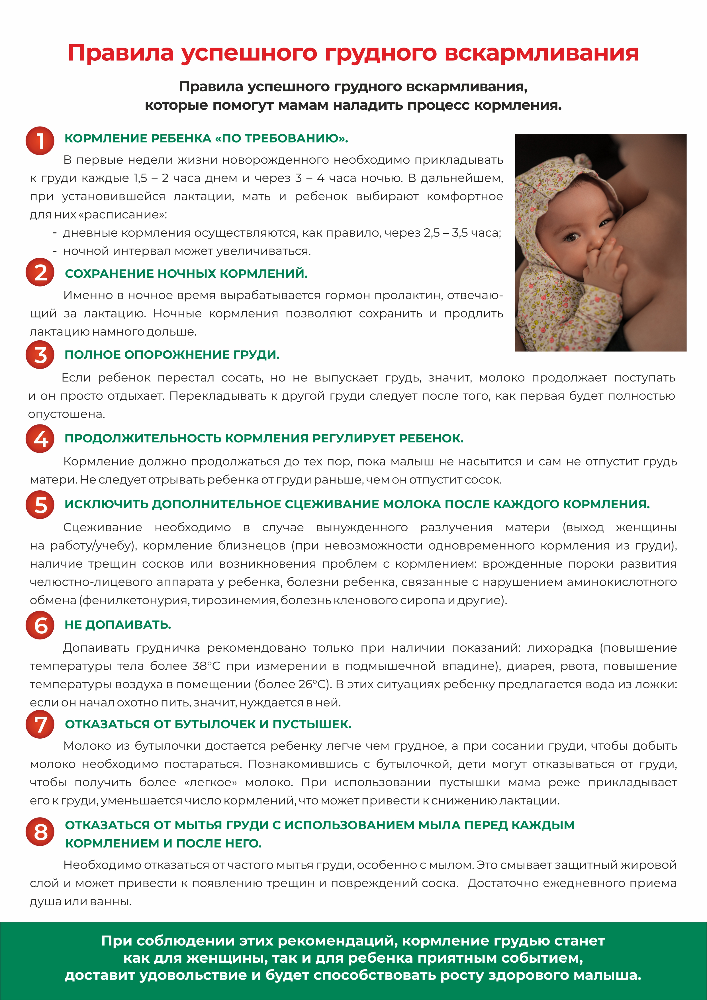 Правила успешного грудного вскармливания
Правила успешного грудного вскармливания,
которые помогут мамам наладить процесс кормления.
1 КОРМЛЕНИЕ РЕБЕНКА «ПО ТРЕБОВАНИЮ».
В первые недели жизни новорожденного необходимо прикладывать
к груди каждые 1,5 – 2 часа днем и через 3 – 4 часа ночью. В дальнейшем,
при установившейся лактации, мать и ребенок выбирают комфортное
для них «расписание»:
- дневные кормления осуществляются, как правило, через 2,5 – 3,5 часа;
- ночной интервал может увеличиваться.
2 СОХРАНЕНИЕ НОЧНЫХ КОРМЛЕНИЙ.
Именно в ночное время вырабатывается гормон пролактин, отвечаю-
щий за лактацию. Ночные кормления позволяют сохранить и продлить
лактацию намного дольше.
3 ПОЛНОЕ ОПОРОЖНЕНИЕ ГРУДИ.
Если ребенок перестал сосать, но не выпускает грудь, значит, молоко продолжает поступать
и он просто отдыхает. Перекладывать к другой груди следует после того, как первая будет полностью
опустошена.
4 ПРОДОЛЖИТЕЛЬНОСТЬ КОРМЛЕНИЯ РЕГУЛИРУЕТ РЕБЕНОК.
Кормление должно продолжаться до тех пор, пока малыш не насытится и сам не отпустит грудь
матери. Не следует отрывать ребенка от груди раньше, чем он отпустит сосок.
5 ИСКЛЮЧИТЬ ДОПОЛНИТЕЛЬНОЕ СЦЕЖИВАНИЕ МОЛОКА ПОСЛЕ КАЖДОГО КОРМЛЕНИЯ.
Сцеживание необходимо в случае вынужденного разлучения матери (выход женщины
на работу/учебу), кормление близнецов (при невозможности одновременного кормления из груди),
наличие трещин сосков или возникновения проблем с кормлением: врожденные пороки развития
челюстно-лицевого аппарата у ребенка, болезни ребенка, связанные с нарушением аминокислотного
обмена (фенилкетонурия, тирозинемия, болезнь кленового сиропа и другие).
6 НЕ ДОПАИВАТЬ.
Допаивать грудничка рекомендовано только при наличии показаний: лихорадка (повышение
температуры тела более 38°С при измерении в подмышечной впадине), диарея, рвота, повышение
температуры воздуха в помещении (более 26°С). В этих ситуациях ребенку предлагается вода из ложки:
если он начал охотно пить, значит, нуждается в ней.
7 ОТКАЗАТЬСЯ ОТ БУТЫЛОЧЕК И ПУСТЫШЕК.
Молоко из бутылочки достается ребенку легче чем грудное, а при сосании груди, чтобы добыть
молоко необходимо постараться. Познакомившись с бутылочкой, дети могут отказываться от груди,
чтобы получить более «легкое» молоко. При использовании пустышки мама реже прикладывает
его к груди, уменьшается число кормлений, что может привести к снижению лактации.
8 ОТКАЗАТЬСЯ ОТ МЫТЬЯ ГРУДИ С ИСПОЛЬЗОВАНИЕМ МЫЛА ПЕРЕД КАЖДЫМ
КОРМЛЕНИЕМ И ПОСЛЕ НЕГО.
Необходимо отказаться от частого мытья груди, особенно с мылом. Это смывает защитный жировой
слой и может привести к появлению трещин и повреждений соска. Достаточно ежедневного приема
душа или ванны.
При соблюдении этих рекомендаций, кормление грудью станет
как для женщины, так и для ребенка приятным событием,
доставит удовольствие и будет способствовать росту здорового малыша.